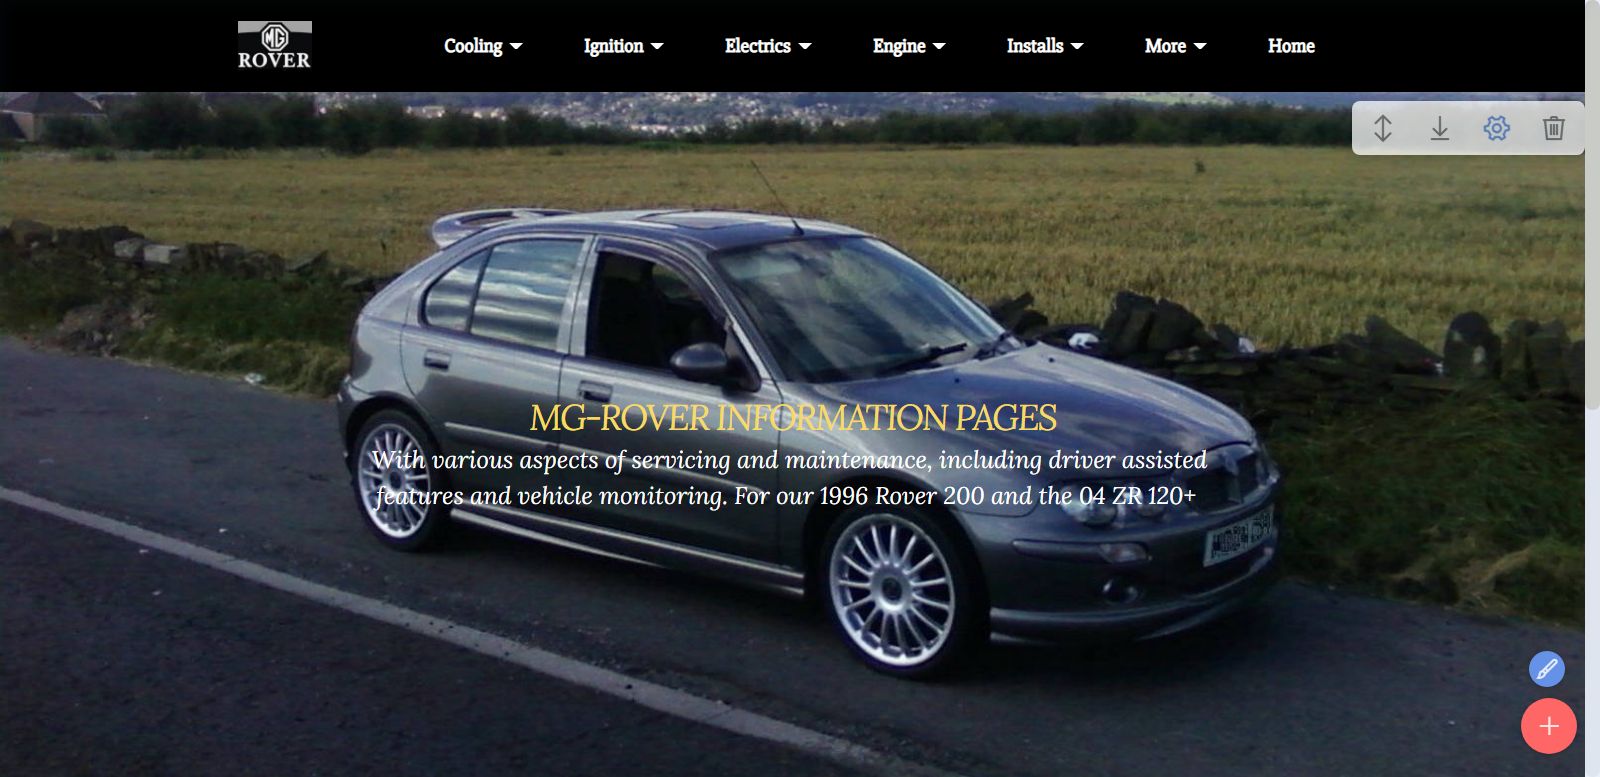 MG
ROVER
Cooling
Ignition
Electrics
Engine
Installs
More
Home
MG-ROVER INFORMATION PAGES
With various aspects of servicing and maintenance, including driver assisted
features and vehicle monitoring. For our 1996 Rover 200 and the 04 ZR 120+